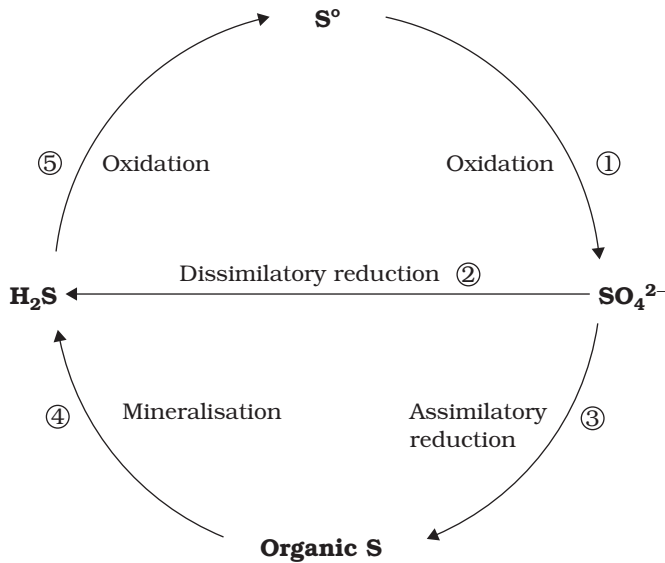 S°
⑤ Oxidation
Oxidation ①
Dissimilatory reduction ②
H₂S
SO₄²⁻
④ Mineralisation
Assimilatory ③
reduction
Organic S